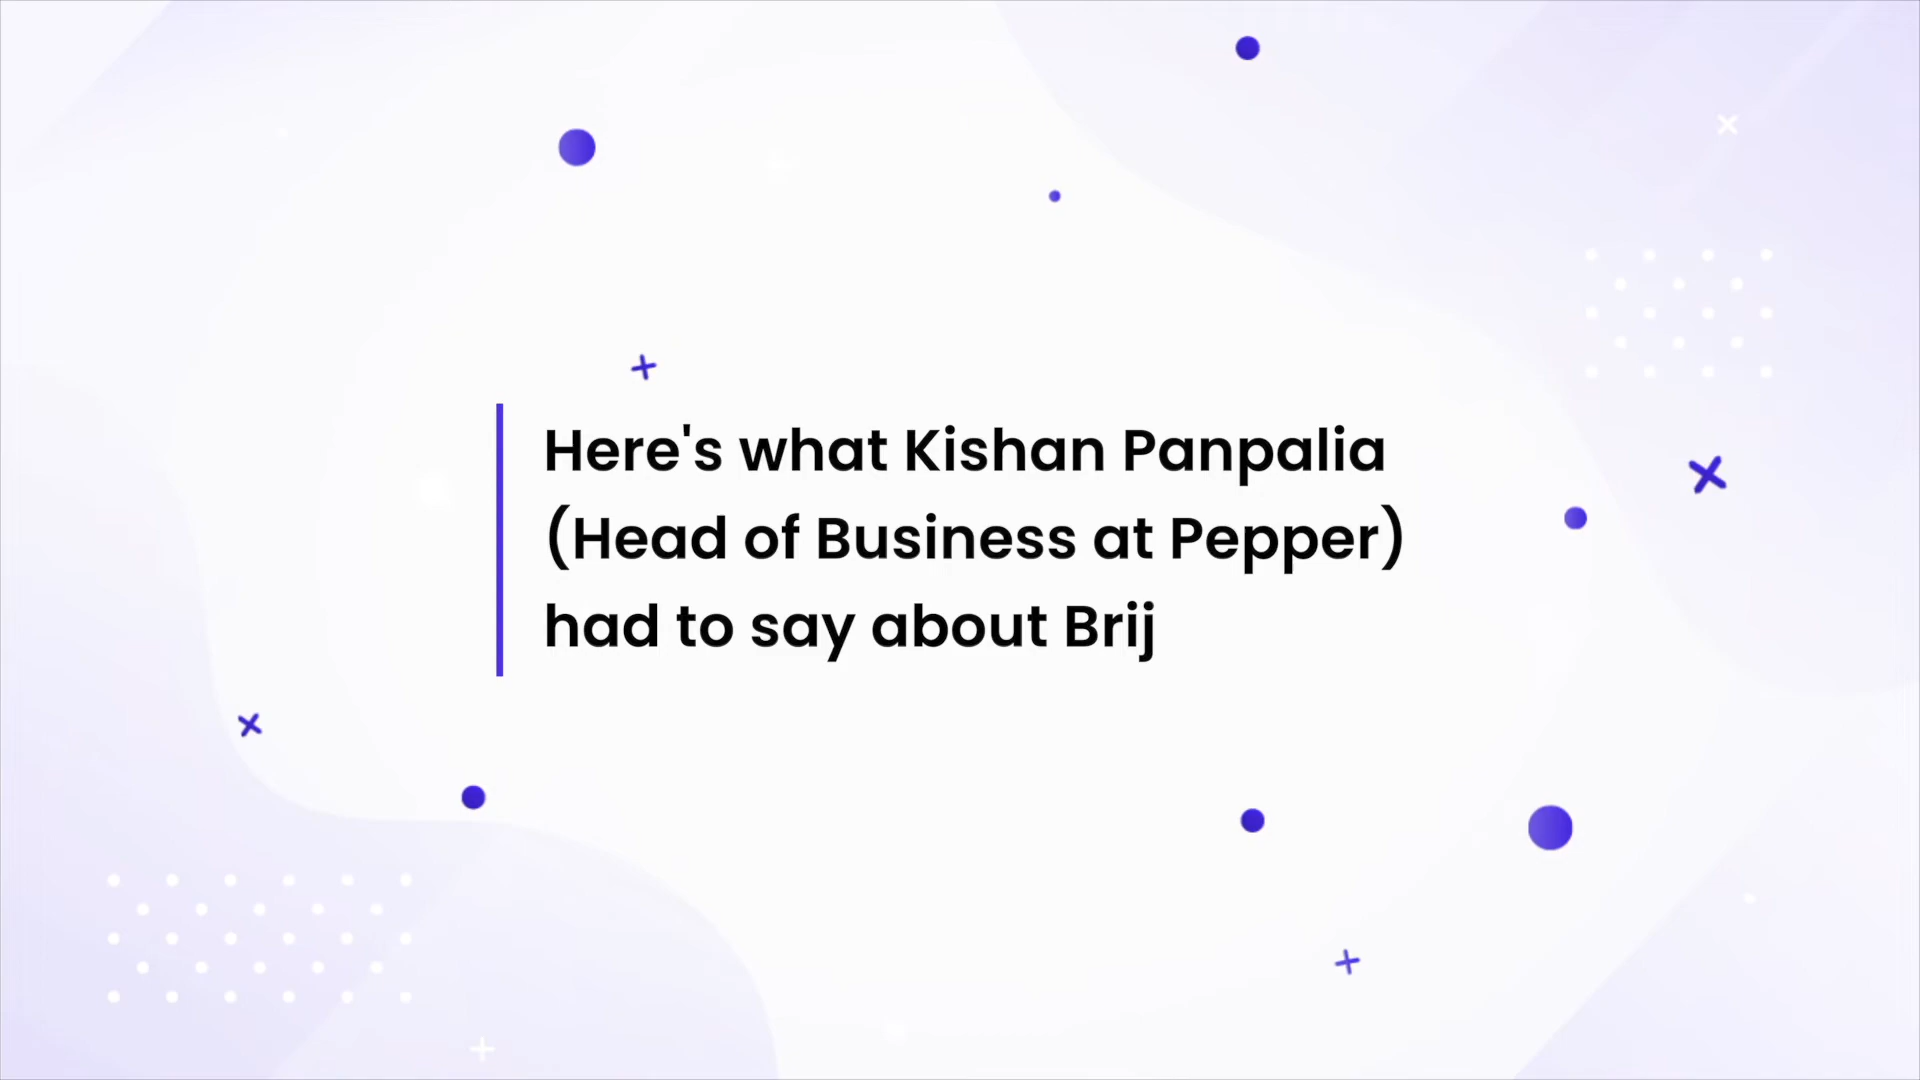 Here's what Kishan Panpalia
(Head of Business at Pepper)
had to say about Brij